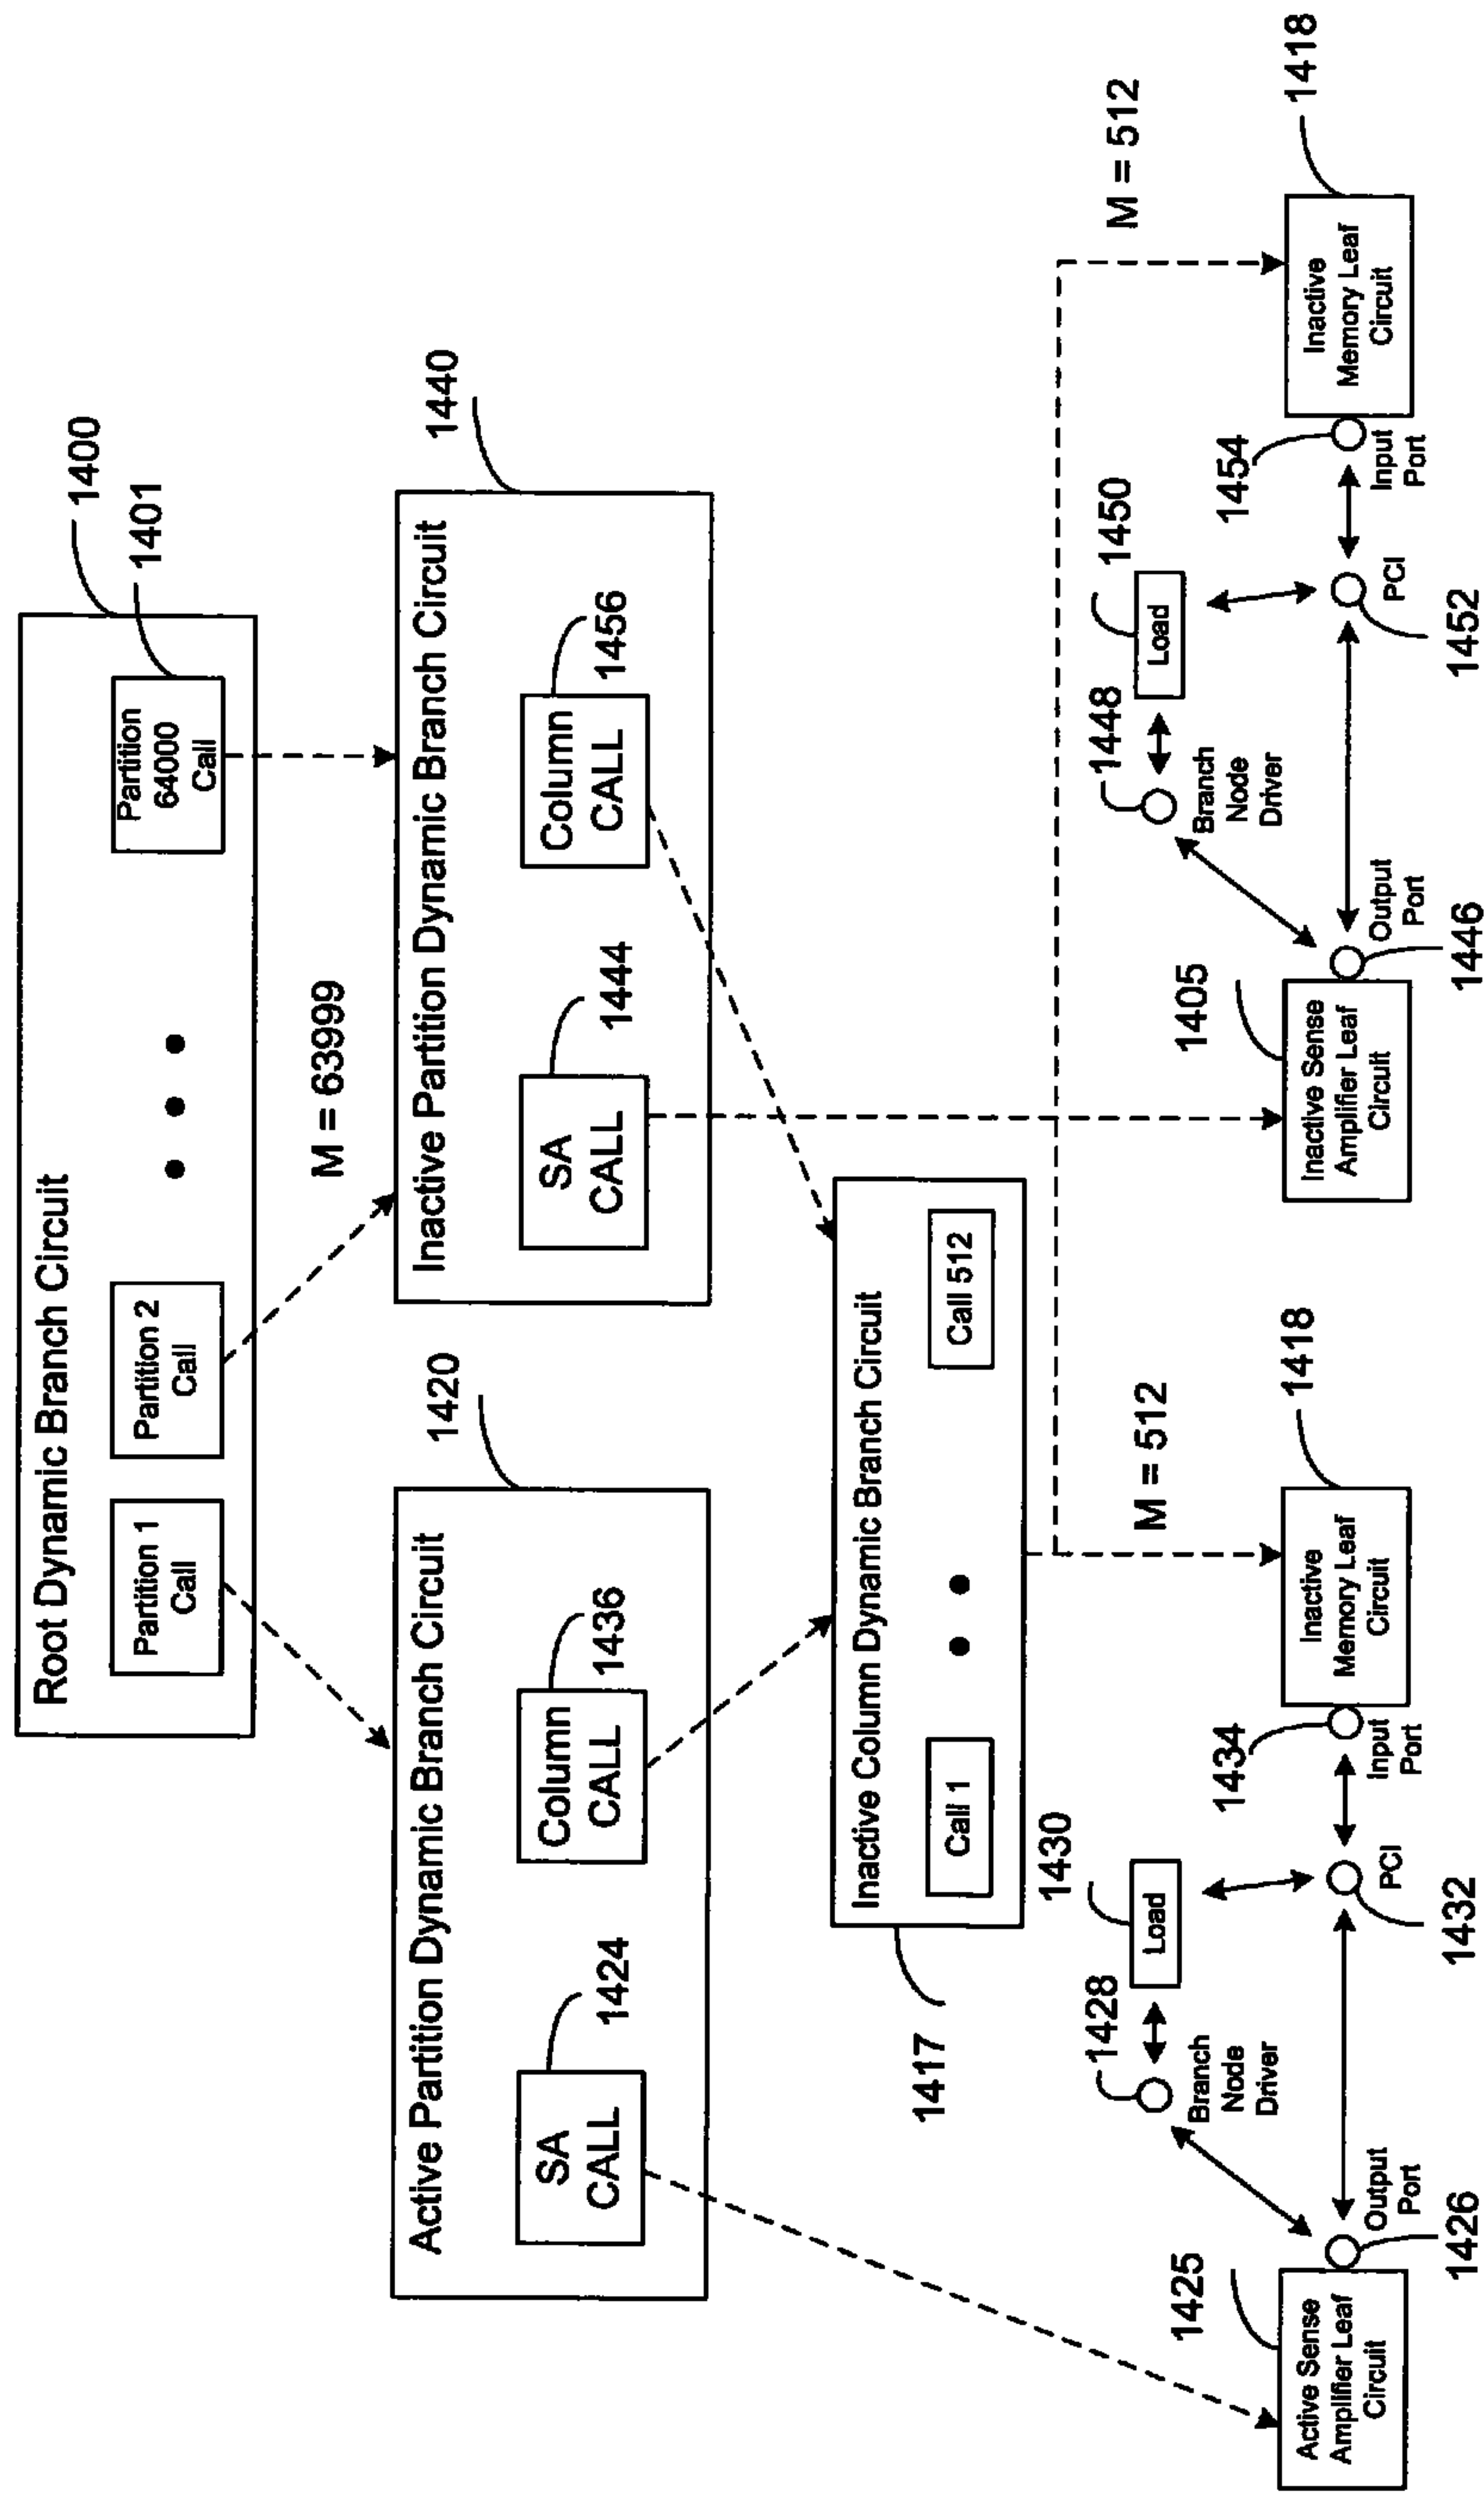 1400
1401
Root Dynamic Branch Circuit
Partition 1
Call
Partition 2
Call
Partition
64000
Call
M = 63999
1420
1440
Active Partition Dynamic Branch Circuit
SA
CALL
1424
Column
CALL
1436
Inactive Partition Dynamic Branch Circuit
SA
CALL
1444
Column
CALL
1456
1417
Inactive Column Dynamic Branch Circuit
Call 1
Call 512
M = 512
M = 512
1425
Active Sense
Amplifier Leaf
Circuit
Output
Port
1426
1428
Branch
Node
Driver
1430
Load
PCI
1432
1434
Input
Port
Inactive
Memory Leaf
Circuit
1418
1405
Inactive Sense
Amplifier Leaf
Circuit
Output
Port
1446
1448
Branch
Node
Driver
1450
Load
PCI
1452
1454
Input
Port
Inactive
Memory Leaf
Circuit
1418